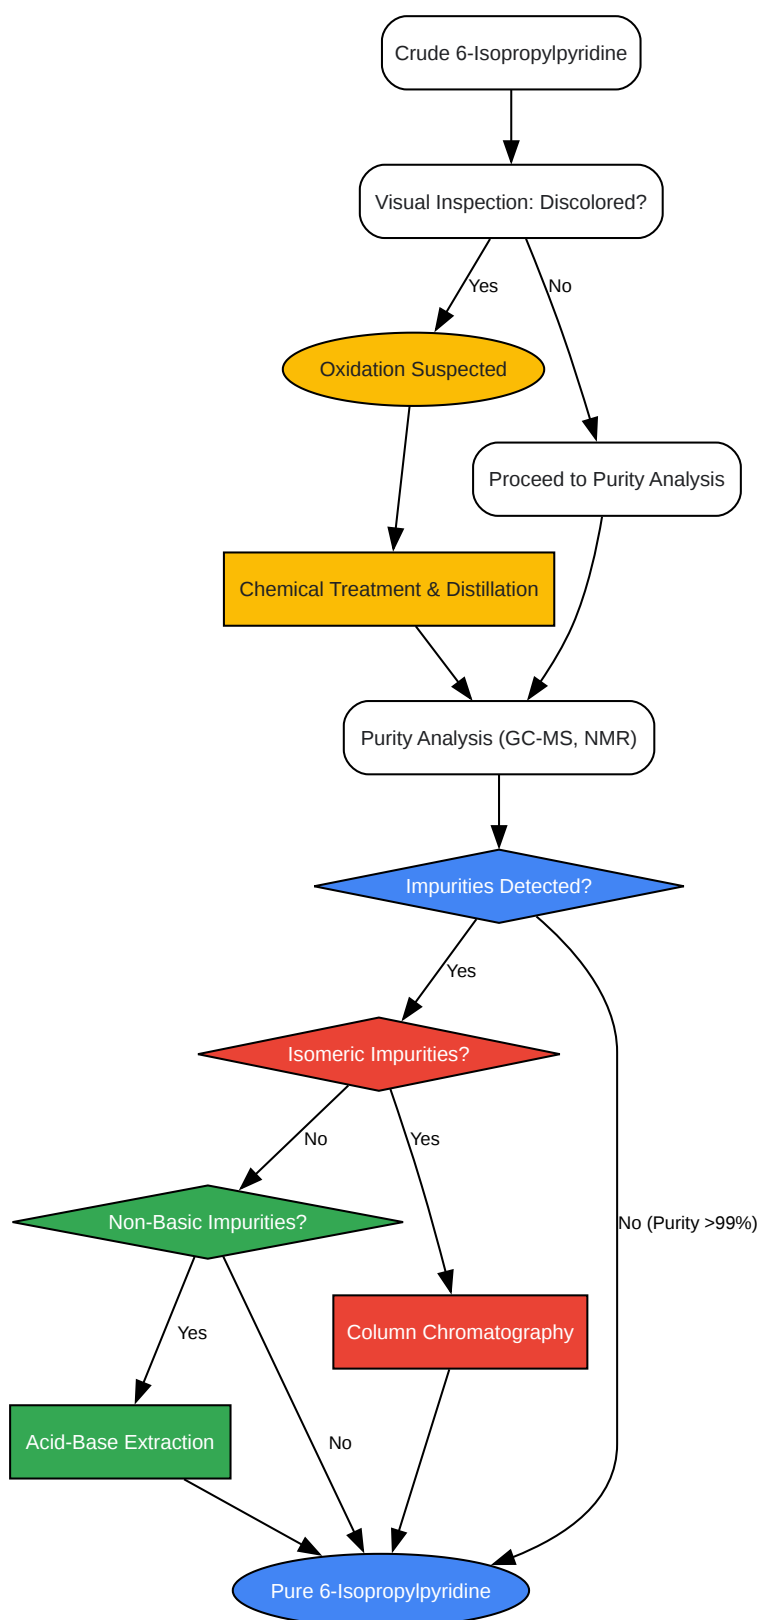 Crude 6-Isopropylpyridine
Visual Inspection: Discolored?
Yes
No
Oxidation Suspected
Proceed to Purity Analysis
Chemical Treatment & Distillation
Purity Analysis (GC-MS, NMR)
Impurities Detected?
Yes
Isomeric Impurities?
No
Yes
Non-Basic Impurities?
No (Purity >99%)
Yes
Column Chromatography
Acid-Base Extraction
No
Pure 6-Isopropylpyridine